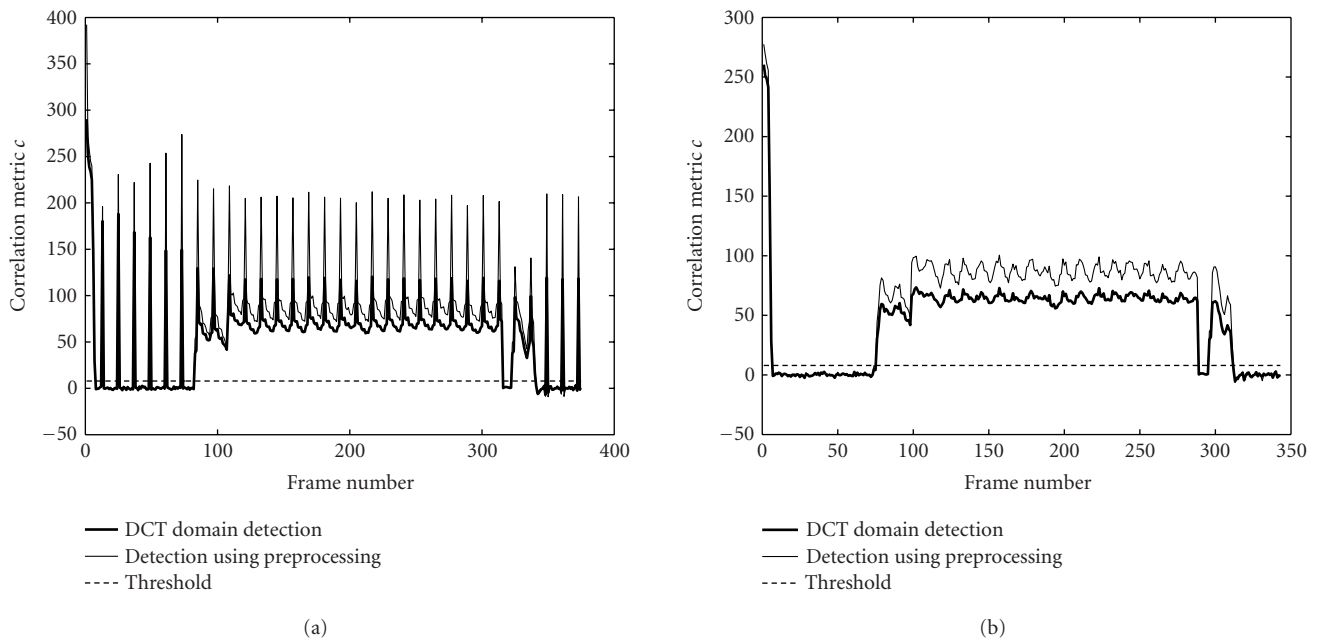 400
350
300
250
200
150
100
50
0
−50
Correlation metric c
0
100
200
300
400
Frame number
DCT domain detection
Detection using preprocessing
Threshold
(a)
300
250
200
150
100
50
0
−50
Correlation metric c
0
50
100
150
200
250
300
350
Frame number
DCT domain detection
Detection using preprocessing
Threshold
(b)